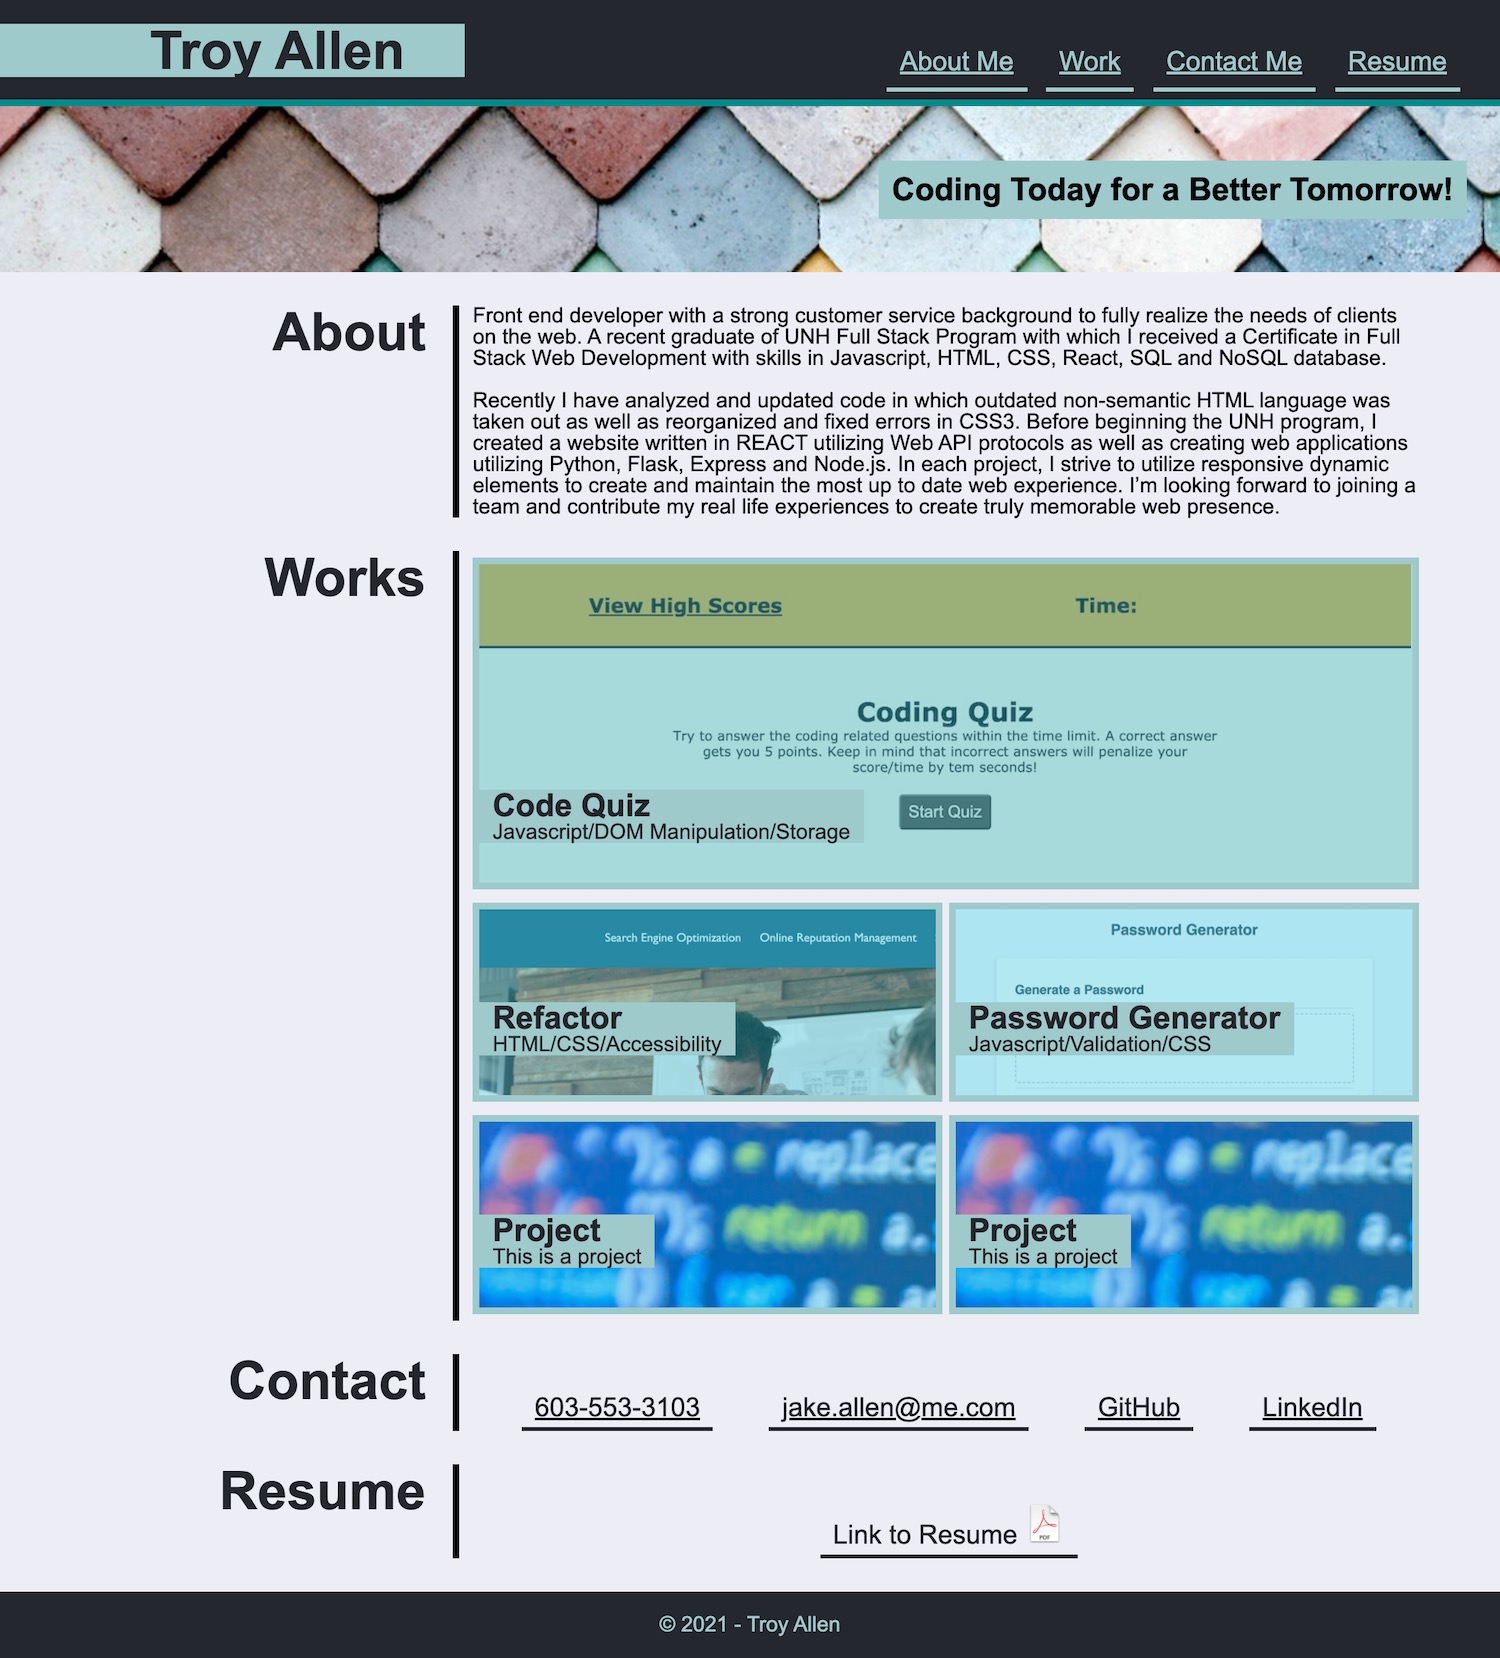 Troy Allen
About Me
Work
Contact Me
Resume
Coding Today for a Better Tomorrow!
About
Front end developer with a strong customer service background to fully realize the needs of clients
on the web. A recent graduate of UNH Full Stack Program with which I received a Certificate in Full
Stack Web Development with skills in Javascript, HTML, CSS, React, SQL and NoSQL database.
Recently I have analyzed and updated code in which outdated non-semantic HTML language was
taken out as well as reorganized and fixed errors in CSS3. Before beginning the UNH program, I
created a website written in REACT utilizing Web API protocols as well as creating web applications
utilizing Python, Flask, Express and Node.js. In each project, I strive to utilize responsive dynamic
elements to create and maintain the most up to date web experience. I'm looking forward to joining a
team and contribute my real life experiences to create truly memorable web presence.
Works
View High Scores
Time:
Coding Quiz
Try to answer the coding related questions within the time limit. A correct answer
gets you 5 points. Keep in mind that incorrect answers will penalize your
score/time by tem seconds!
Start Quiz
Code Quiz
Javascript/DOM Manipulation/Storage
Search Engine Optimization
Online Reputation Management
Refactor
HTML/CSS/Accessibility
Password Generator
Generate a Password
Password Generator
Javascript/Validation/CSS
replace
return a.
Project
This is a project
replace
return a.
Project
This is a project
Contact
603-553-3103
jake.allen@me.com
GitHub
LinkedIn
Resume
Link to Resume
PDF
© 2021 - Troy Allen